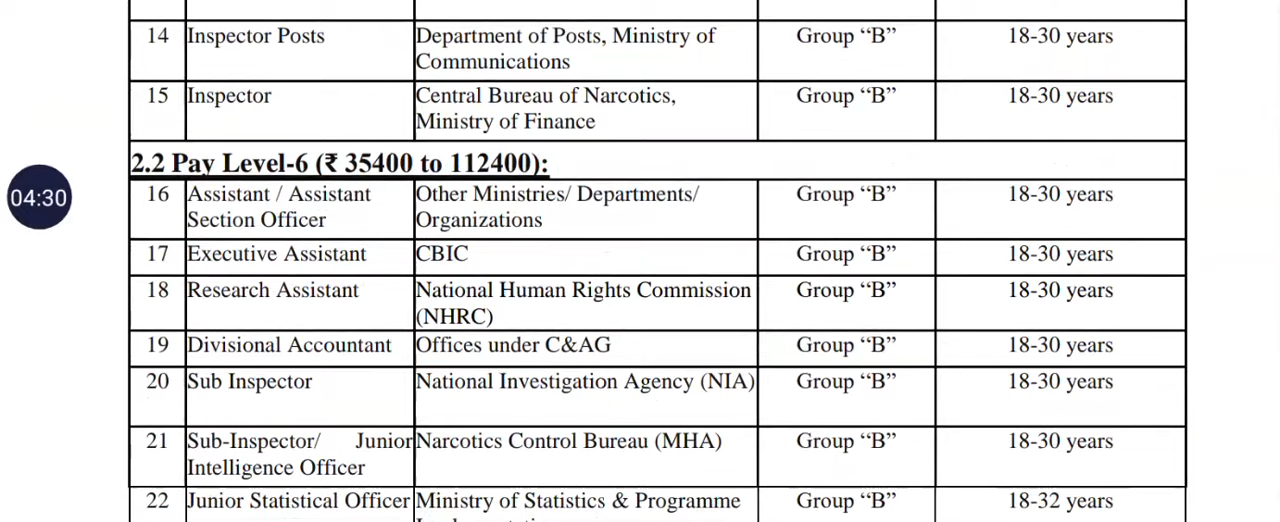 14 Inspector Posts Department of Posts, Ministry of Group “B” 18-30 years
Communications
15 Inspector Central Bureau of Narcotics, Group “B” 18-30 years
Ministry of Finance
2.2 Pay Level-6 (₹ 35400 to 112400):
04:30
16 Assistant / Assistant Other Ministries/ Departments/ Group “B” 18-30 years
Section Officer Organizations
17 Executive Assistant CBIC Group “B” 18-30 years
18 Research Assistant National Human Rights Commission Group “B” 18-30 years
(NHRC)
19 Divisional Accountant Offices under C&AG Group “B” 18-30 years
20 Sub Inspector National Investigation Agency (NIA) Group “B” 18-30 years
21 Sub-Inspector/ Junior Narcotics Control Bureau (MHA) Group “B” 18-30 years
Intelligence Officer
22 Junior Statistical Officer Ministry of Statistics & Programme Group “B” 18-32 years